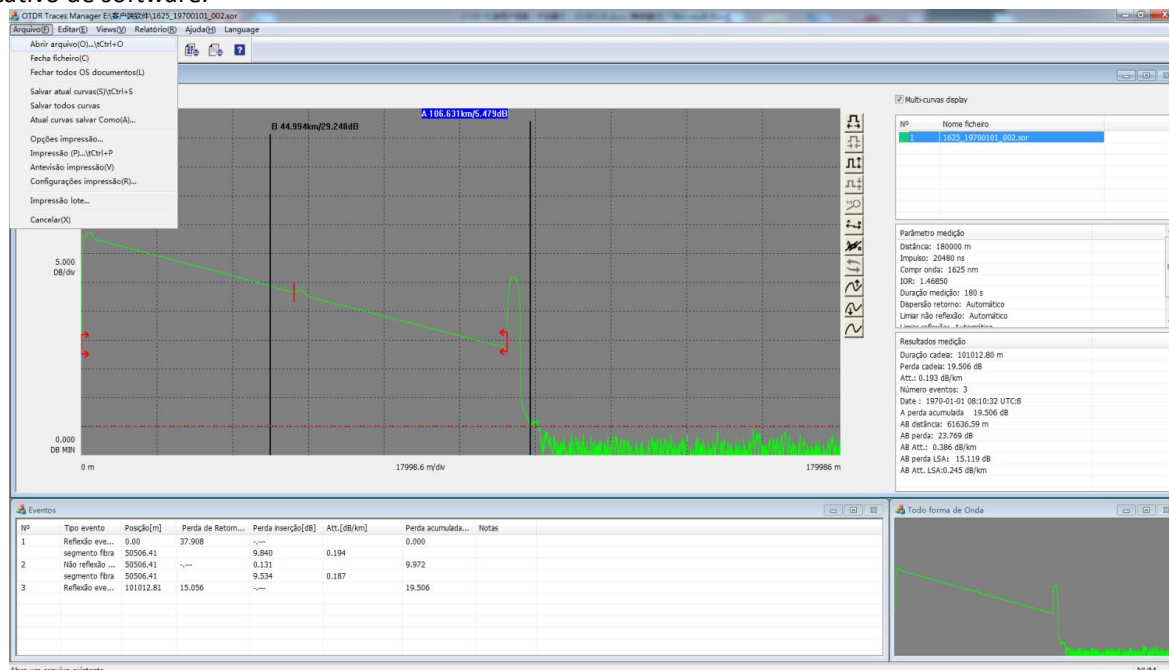 ativo de software.
OTDR Traces Manager E:\客户端软件\1625_19700101_002.sor
Arquivo(F) Editar(E) Views(V) Relatório(R) Ajuda(H) Language
Abrir arquivo(O)...\tCtrl+O
Fecha ficheiro(C)
Fechar todos OS documentos(L)
Salvar atual curvas(S)\tCtrl+S
Salvar todos curvas
Atual curvas salvar Como(A)...
Opções impressão...
Impressão (P)...\tCtrl+P
Antevisão impressão(V)
Configurações impressão(R)...
Impressão lote...
Cancelar(X)
A 106.631km/5.479dB
B 44.994km/29.248dB
5.000
DB/div
0.000
DB MIN
0 m
17998.6 m/div
179986 m
Multi-curvas display
Nº Nome ficheiro
1 1625_19700101_002.sor
Parâmetro medição
Distância: 180000 m
Impulso: 20480 ns
Compr onda: 1625 nm
IOR: 1.46850
Duração medição: 180 s
Dispersão retorno: Automático
Limiar não reflexão: Automático
Limiar reflexão: Automático
Resultados medição
Duração cadeia: 101012.80 m
Perda cadeia: 19.506 dB
Att.: 0.193 dB/km
Número eventos: 3
Date : 1970-01-01 08:10:32 UTC:8
A perda acumulada 19.506 dB
AB distância: 61636.59 m
AB perda: 23.769 dB
AB Att.: 0.386 dB/km
AB perda LSA: 15.119 dB
AB Att. LSA:0.245 dB/km
Eventos
Nº Tipo evento Posição[m] Perda de Retorn... Perda inserção[dB] Att.[dB/km] Perda acumulada... Notas
1 Reflexão eve... 0.00 37.908 -.--- 0.000
segmento fibra 50506.41 9.840 0.194
2 Não reflexão ... 50506.41 -.--- 0.131 9.972
segmento fibra 50506.41 9.534 0.187
3 Reflexão eve... 101012.81 15.056 -.--- 19.506
Todo forma de Onda
Abre um arquivo existente
NUM